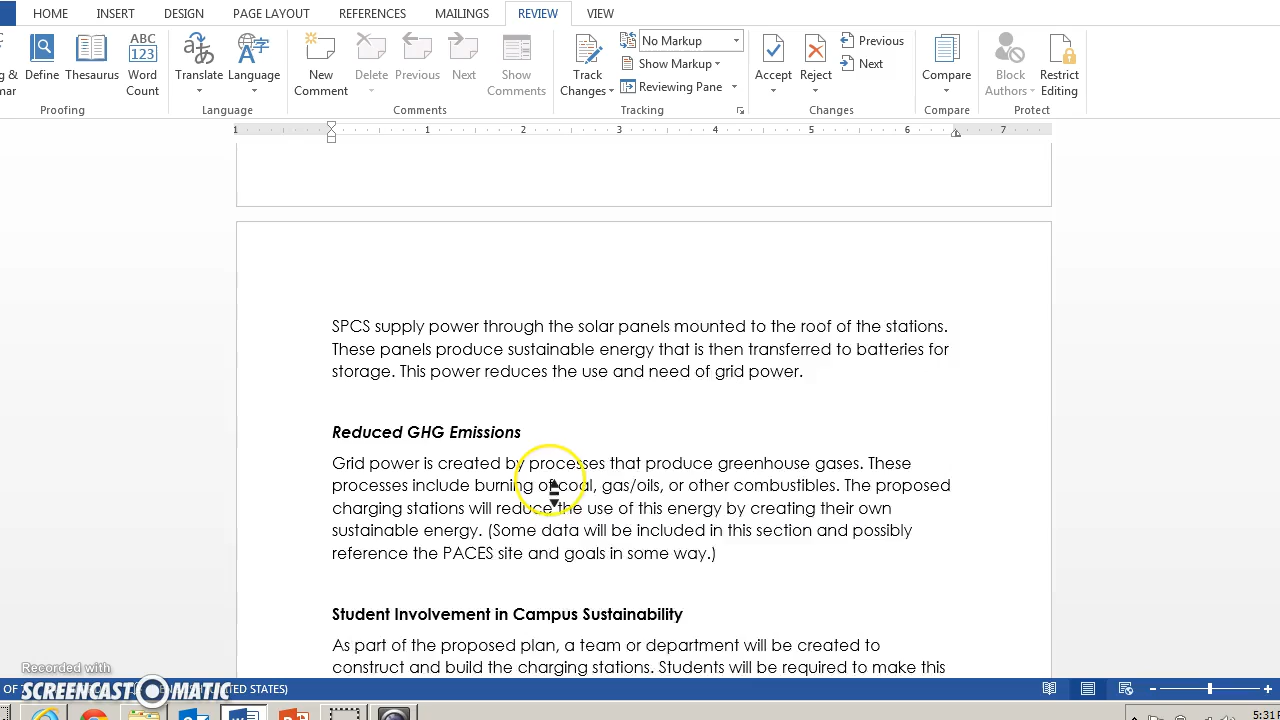 HOME INSERT DESIGN PAGE LAYOUT REFERENCES MAILINGS REVIEW VIEW
No Markup Previous
Show Markup Next
Define Thesaurus Word Count Translate Language New Comment Delete Previous Next Show Comments Track Changes Reviewing Pane Accept Reject Compare Block Authors Restrict Editing
Proofing Language Comments Tracking Changes Compare Protect
1 1 2 3 4 5 6 7
SPCS supply power through the solar panels mounted to the roof of the stations.
These panels produce sustainable energy that is then transferred to batteries for
storage. This power reduces the use and need of grid power.
Reduced GHG Emissions
Grid power is created by processes that produce greenhouse gases. These
processes include burning of coal, gas/oils, or other combustibles. The proposed
charging stations will reduce the use of this energy by creating their own
sustainable energy. (Some data will be included in this section and possibly
reference the PACES site and goals in some way.)
Student Involvement in Campus Sustainability
As part of the proposed plan, a team or department will be created to
construct and build the charging stations. Students will be required to make this
Recorded with
SCREENCAST-O-MATIC
STATES)
5:31